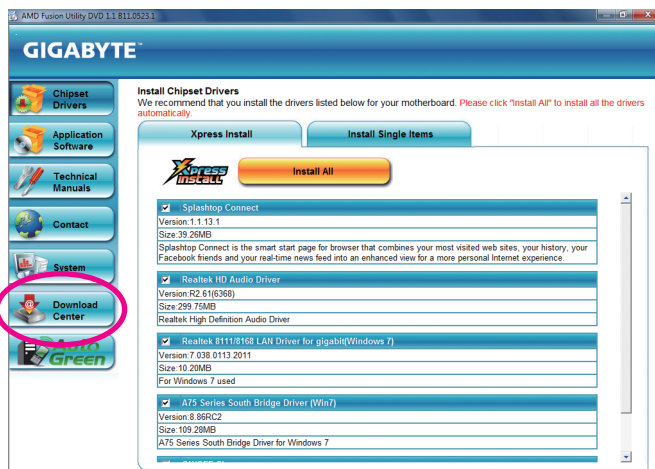 AMD Fusion Utility DVD 1.1 B11.0523.1
GIGABYTE™
Chipset
Drivers
Application
Software
Technical
Manuals
Contact
System
Download
Center
Auto
Green
Install Chipset Drivers
We recommend that you install the drivers listed below for your motherboard. Please click "Install All" to install all the drivers
automatically.
Xpress Install
Install Single Items
Xpress
INSTALL
Install All
Splashtop Connect
Version:1.1.13.1
Size:39.26MB
Splashtop Connect is the smart start page for browser that combines your most visited web sites, your history, your
Facebook friends and your real-time news feed into an enhanced view for a more personal Internet experience.
Realtek HD Audio Driver
Version:R2.61(6368)
Size:299.75MB
Realtek High Definition Audio Driver
Realtek 8111/8168 LAN Driver for gigabit(Windows 7)
Version:7.038.0113.2011
Size:10.20MB
For Windows 7 used
A75 Series South Bridge Driver (Win7)
Version:8.86RC2
Size:109.28MB
A75 Series South Bridge Driver for Windows 7